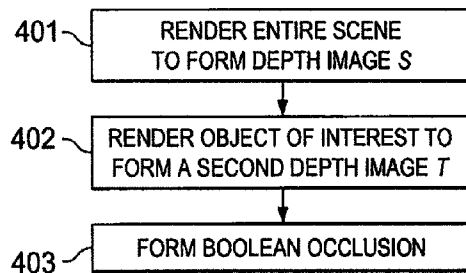 401
RENDER ENTIRE SCENE
TO FORM DEPTH IMAGE S
402
RENDER OBJECT OF INTEREST TO
FORM A SECOND DEPTH IMAGE T
403
FORM BOOLEAN OCCLUSION